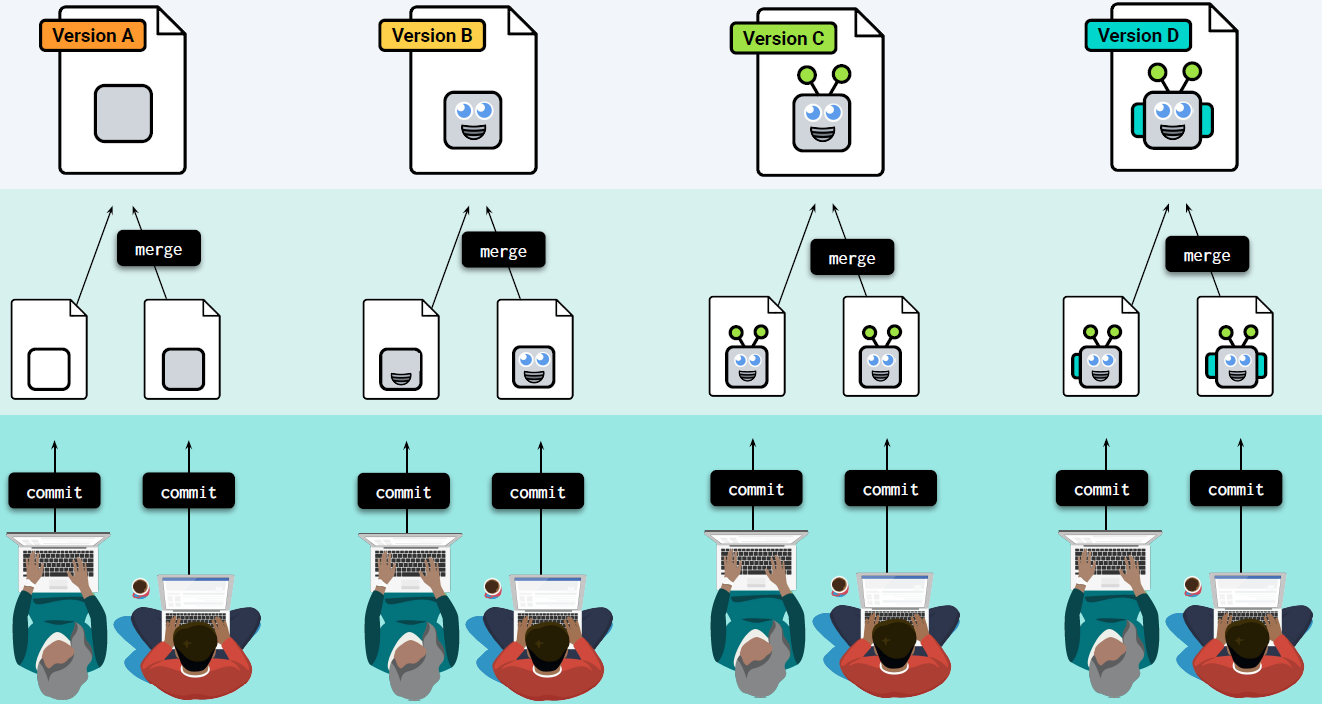 Version A
Version B
Version C
Version D
merge
merge
merge
merge
commit
commit
commit
commit
commit
commit
commit
commit